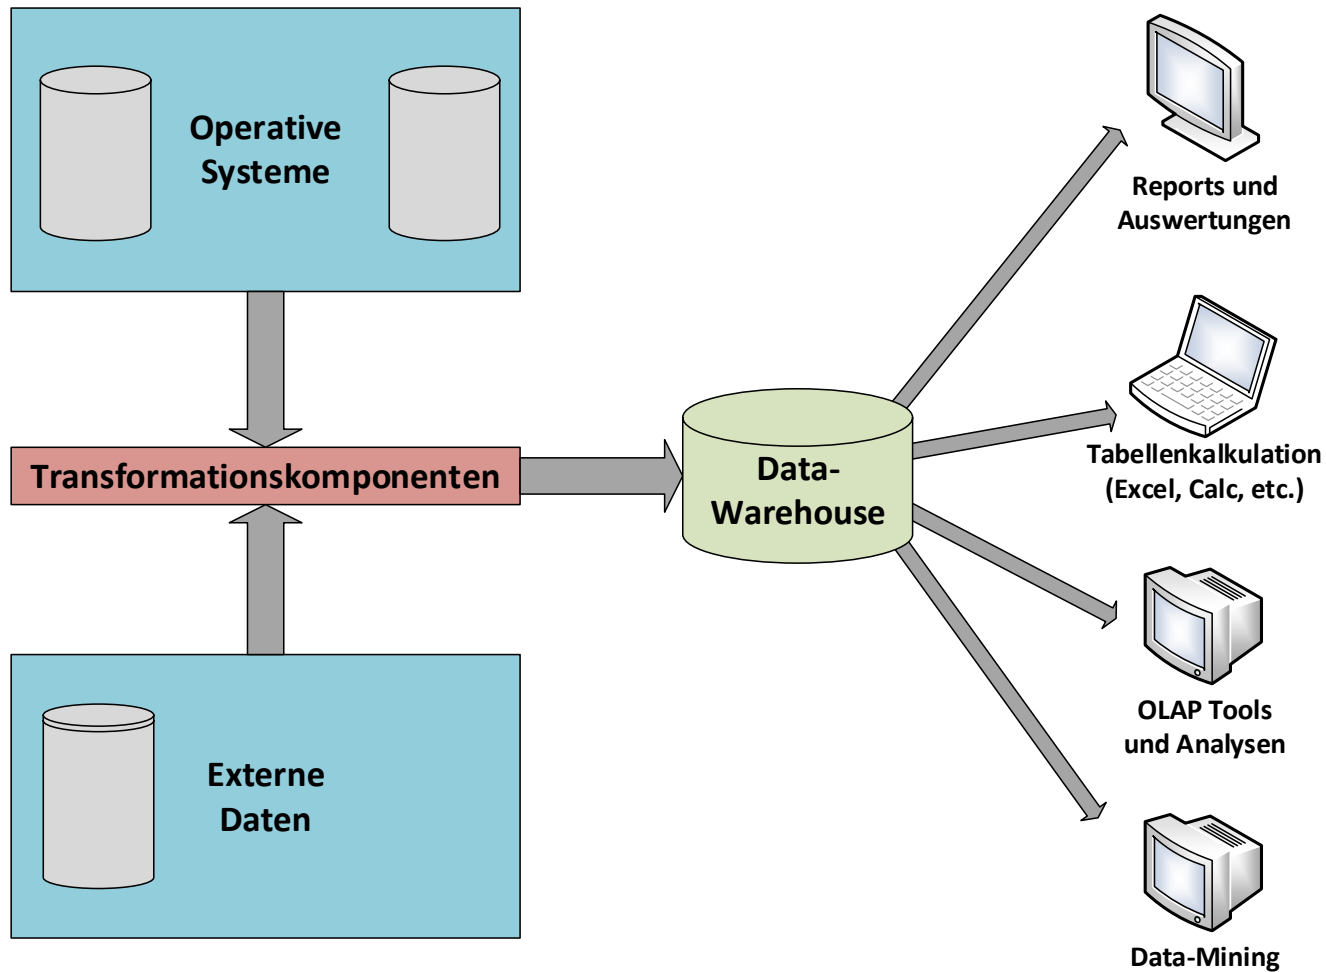 Operative
Systeme
Transformationskomponenten
Externe
Daten
Data-
Warehouse
Reports und
Auswertungen
Tabellenkalkulation
(Excel, Calc, etc.)
OLAP Tools
und Analysen
Data-Mining